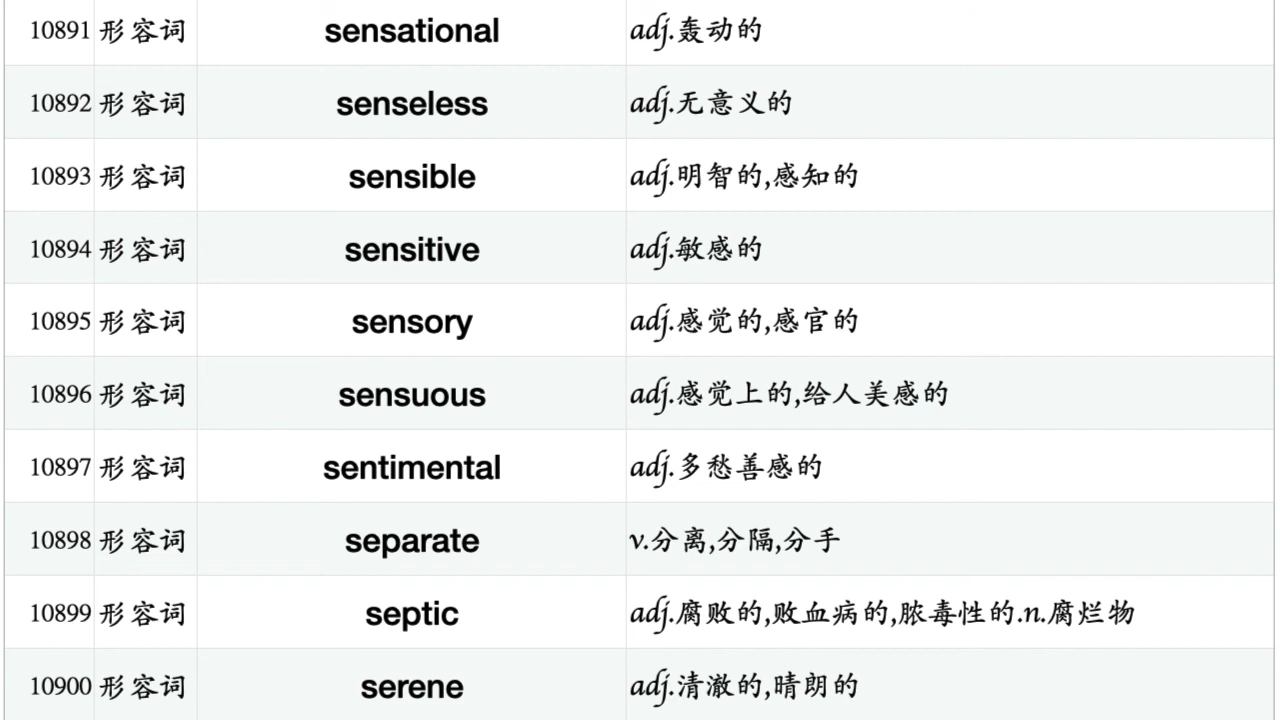 10891 形容词 sensational adj.轰动的
10892 形容词 senseless adj.无意义的
10893 形容词 sensible adj.明智的,感知的
10894 形容词 sensitive adj.敏感的
10895 形容词 sensory adj.感觉的,感官的
10896 形容词 sensuous adj.感觉上的,给人美感的
10897 形容词 sentimental adj.多愁善感的
10898 形容词 separate v.分离,分隔,分手
10899 形容词 septic adj.腐败的,败血病的,脓毒性的.n.腐烂物
10900 形容词 serene adj.清澈的,晴朗的